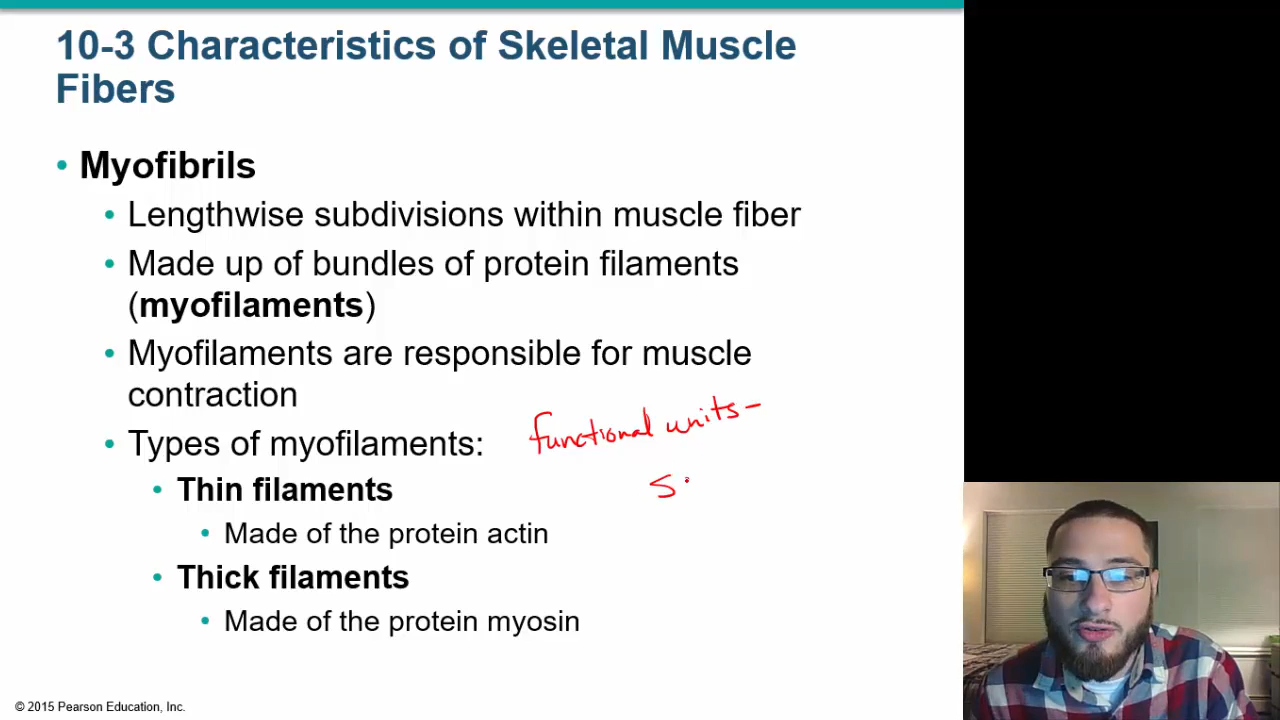 10-3 Characteristics of Skeletal Muscle
Fibers
• Myofibrils
• Lengthwise subdivisions within muscle fiber
• Made up of bundles of protein filaments
(myofilaments)
• Myofilaments are responsible for muscle
contraction
functional units-
• Types of myofilaments:
• Thin filaments
S
• Made of the protein actin
• Thick filaments
• Made of the protein myosin
© 2015 Pearson Education, Inc.